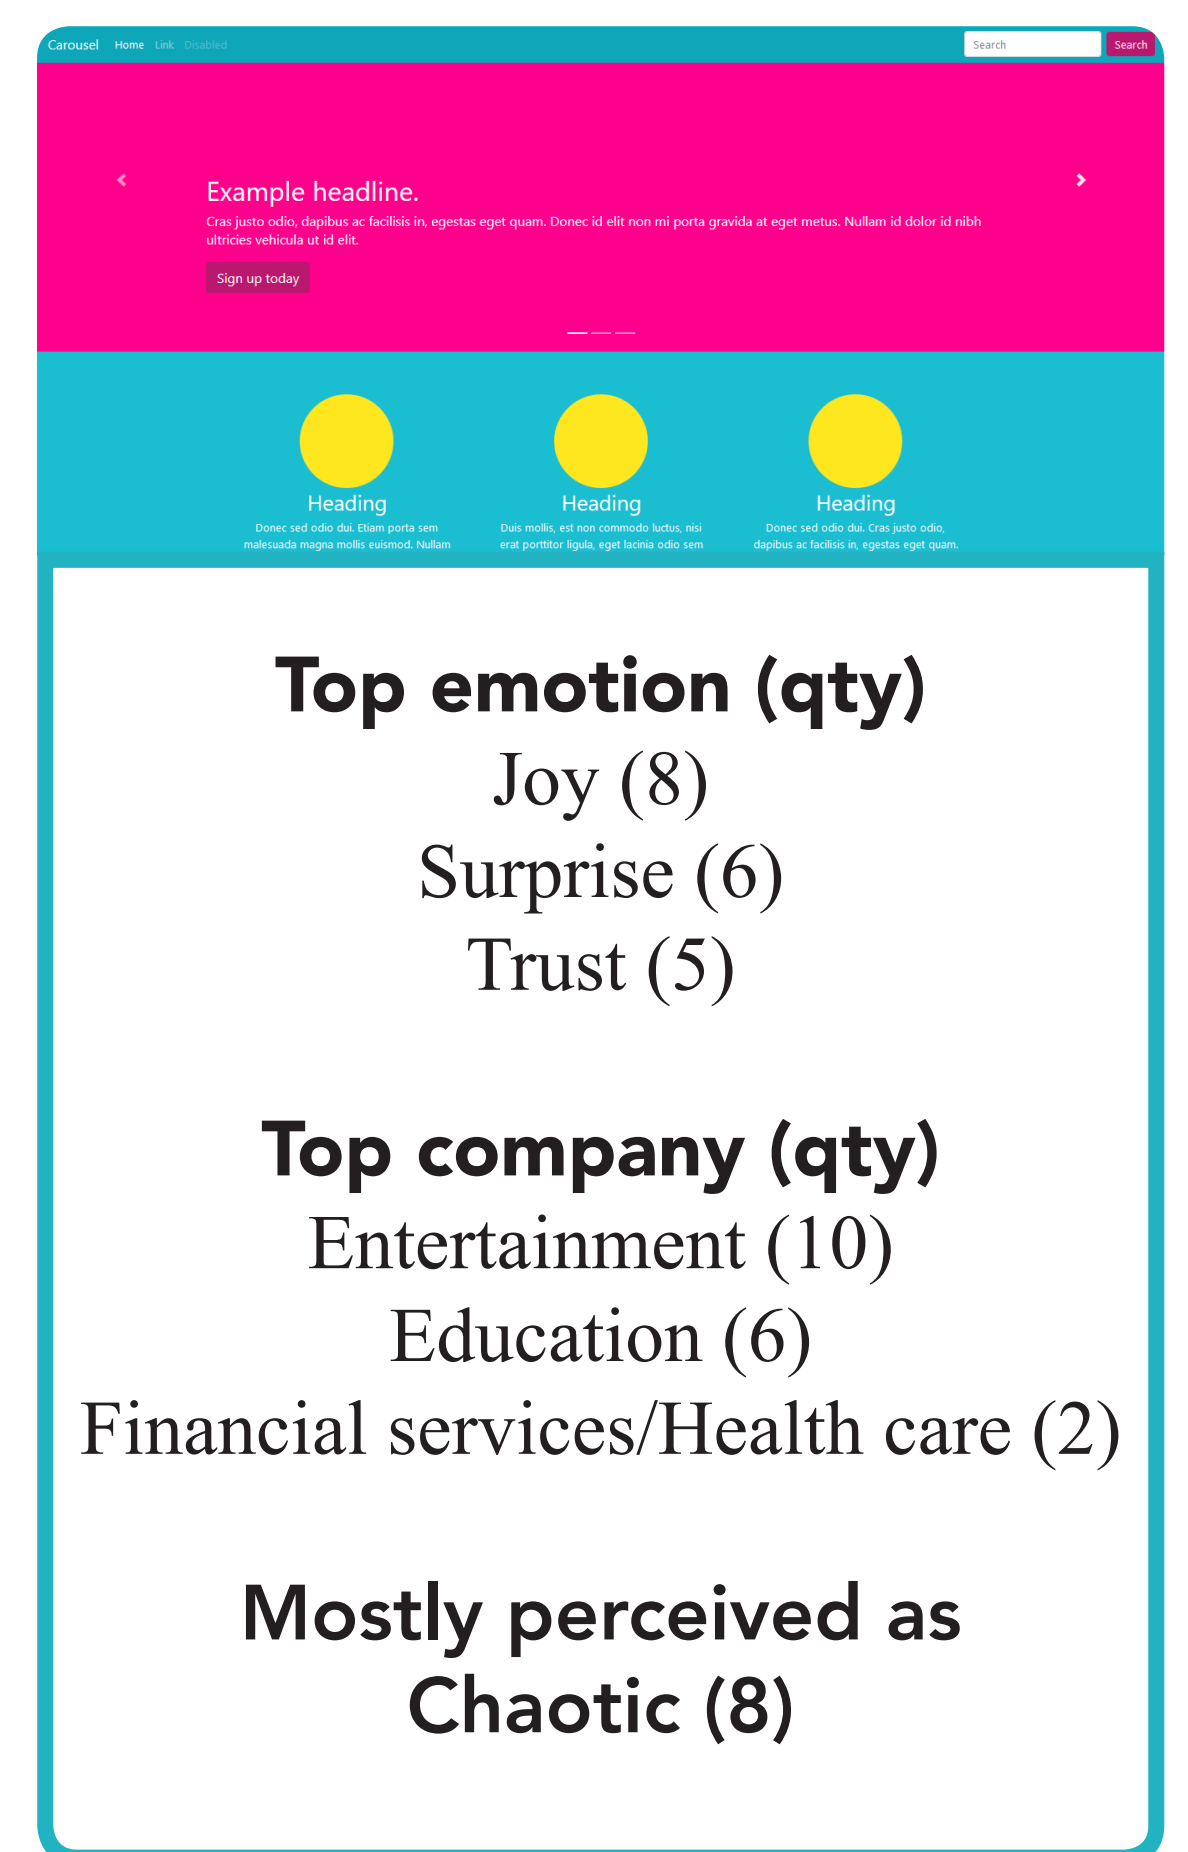 Carousel Home Link Disabled Search Search
Example headline.
Cras justo odio, dapibus ac facilisis in, egestas eget quam. Donec id elit non mi porta gravida at eget metus. Nullam id dolor id nibh
ultricies vehicula ut id elit.
Sign up today
Heading
Donec sed odio dui. Etiam porta sem
malesuada magna mollis euismod. Nullam
Heading
Duis mollis, est non commodo luctus, nisi
erat porttitor ligula, eget lacinia odio sem
Heading
Donec sed odio dui. Cras justo odio,
dapibus ac facilisis in, egestas eget quam.
Top emotion (qty)
Joy (8)
Surprise (6)
Trust (5)
Top company (qty)
Entertainment (10)
Education (6)
Financial services/Health care (2)
Mostly perceived as
Chaotic (8)